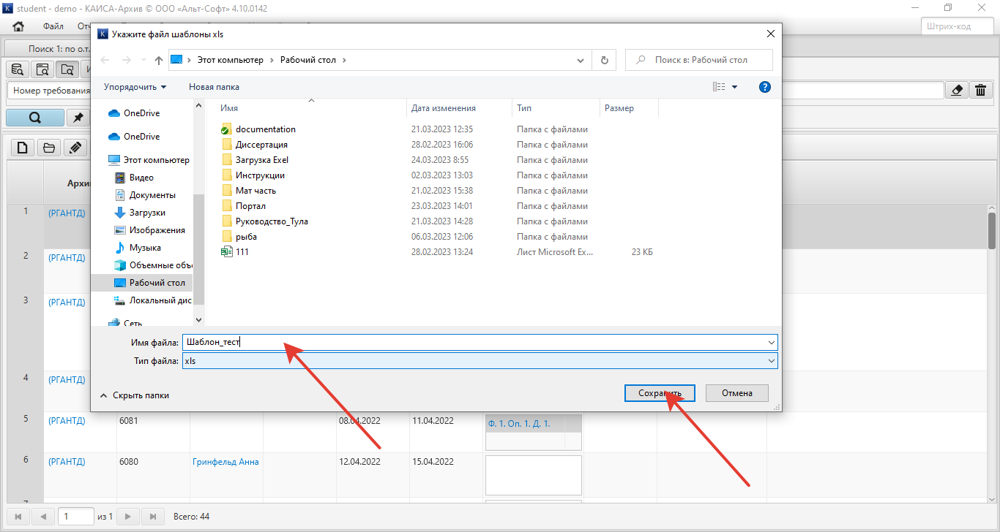 student - demo - КАИСА-Архив © ООО «Альт-Софт» 4.10.0142
Файл
Штрих-код
Поиск 1: по о.т.
Номер требования
Укажите файл шаблоны xls
Этот компьютер
Рабочий стол
Поиск в: Рабочий стол
Упорядочить
Новая папка
OneDrive
OneDrive
Этот компьютер
Видео
Документы
Загрузки
Изображения
Музыка
Объемные объ
Рабочий стол
Локальный дис
Сеть
Имя Дата изменения Тип Размер
documentation 21.03.2023 12:35 Папка с файлами
Диссертация 28.02.2023 16:06 Папка с файлами
Загрузка Exel 24.03.2023 8:55 Папка с файлами
Инструкции 02.03.2023 13:03 Папка с файлами
Мат часть 21.02.2023 15:38 Папка с файлами
Портал 23.03.2023 14:01 Папка с файлами
Руководство_Тула 21.03.2023 14:28 Папка с файлами
рыба 06.03.2023 12:06 Папка с файлами
111 28.02.2023 13:24 Лист Microsoft Ex... 23 КБ
Имя файла: Шаблон_тест
Тип файла: xls
Скрыть папки
Сохранить
Отмена
Архи
1 (РГАНТД)
2 (РГАНТД)
3 (РГАНТД)
4 (РГАНТД)
5 (РГАНТД) 6081 08.04.2022 11.04.2022 Ф. 1. Оп. 1. Д. 1.
6 (РГАНТД) 6080 Гринфельд Анна 12.04.2022 15.04.2022
1 из 1 Всего: 44